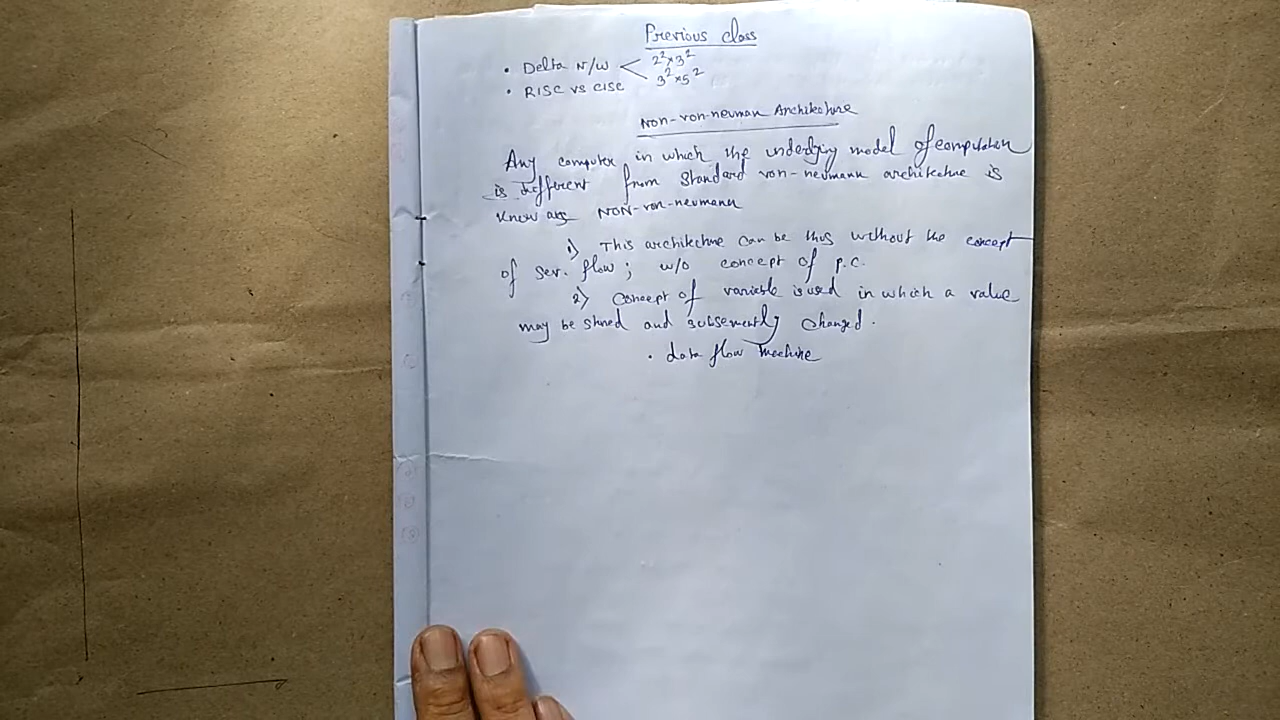 Previous class
• Delta N/W < 2²×3²
3²×5²
• RISC vs CISC
Non-von-neuman Architecture
Any computer in which the underlying model of computation
is different from standard von-neumann architecture is
know as NON-von-neumann
1) This architecture can be thus without the concept
of sev. flow; w/o concept of p.c.
2) Concept of variable is used in which a value
may be stored and subsequently changed.
• data flow machine